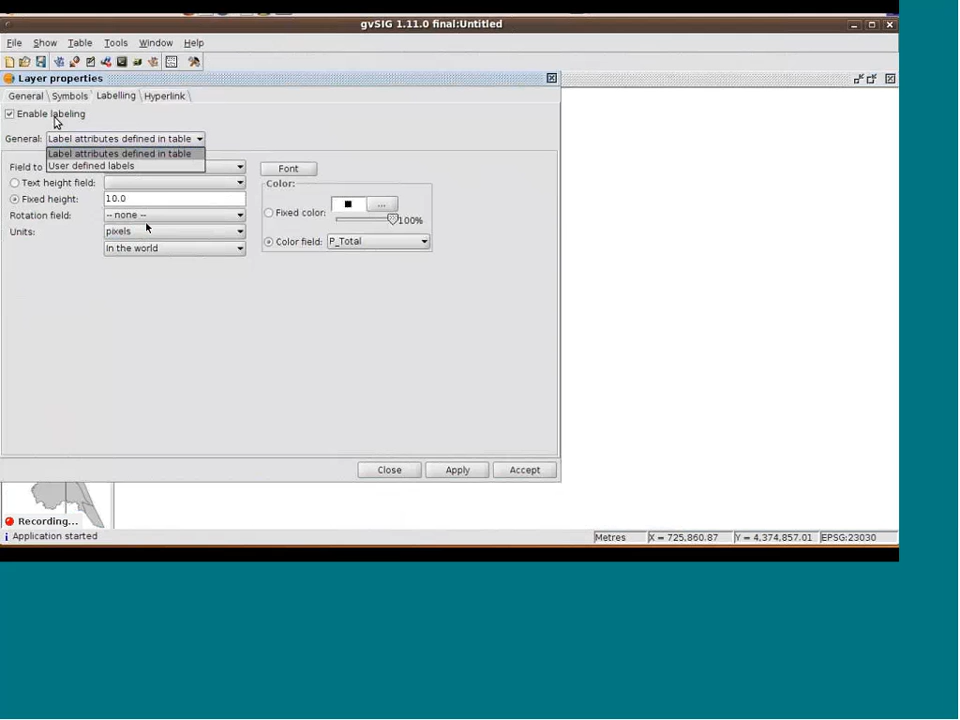 gvSIG 1.11.0 final:Untitled
File Show Table Tools Window Help
Layer properties
General Symbols Labelling Hyperlink
Enable labeling
General: Label attributes defined in table
Label attributes defined in table
User defined labels
Field to
Font
Text height field:
Color:
Fixed height: 10.0
...
Fixed color:
100%
Rotation field: -- none --
Units: pixels
Color field: P_Total
In the world
Close Apply Accept
Recording...
Application started
Metres X = 725,860.87 Y = 4,374,857.01 EPSG:23030